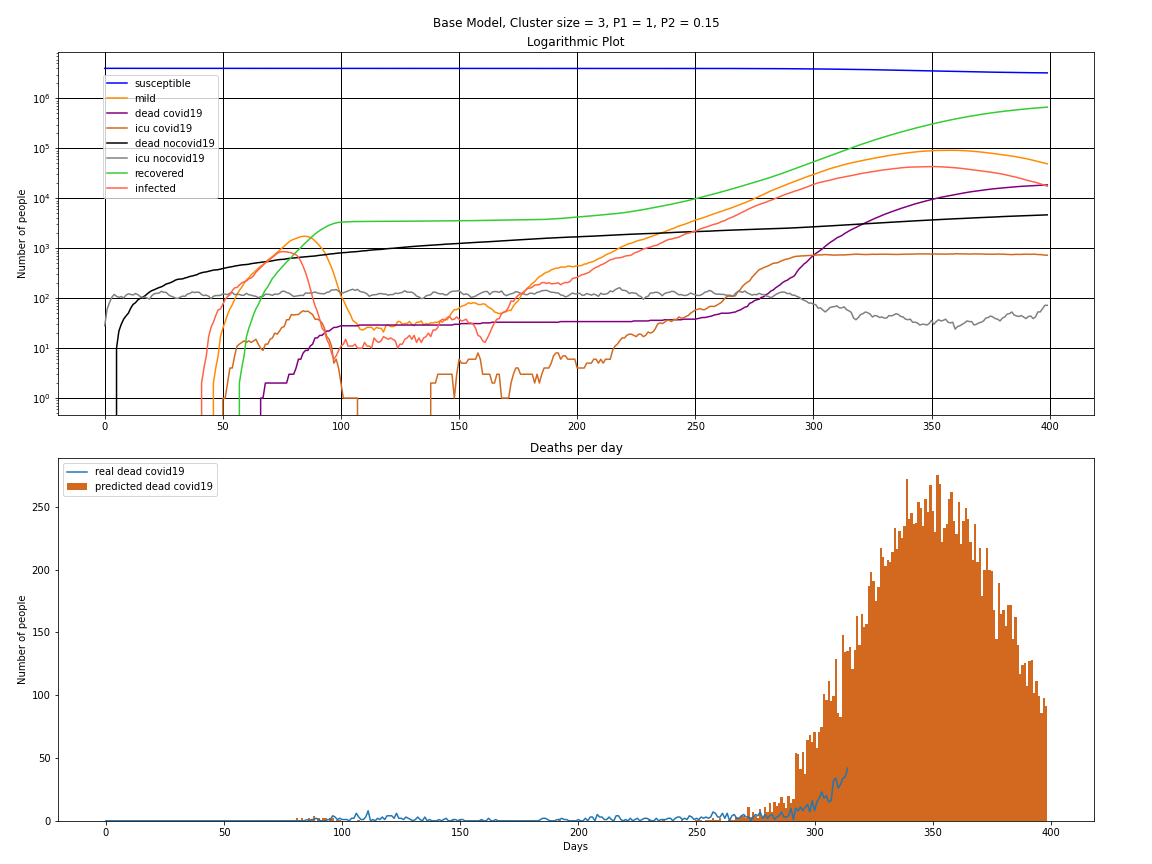 Base Model, Cluster size = 3, P1 = 1, P2 = 0.15
Logarithmic Plot
susceptible
mild
dead covid19
icu covid19
dead nocovid19
icu nocovid19
recovered
infected
Number of people
10⁶
10⁵
10⁴
10³
10²
10¹
10⁰
0 50 100 150 200 250 300 350 400
Deaths per day
real dead covid19
predicted dead covid19
Number of people
250
200
150
100
50
0
0 50 100 150 200 250 300 350 400
Days